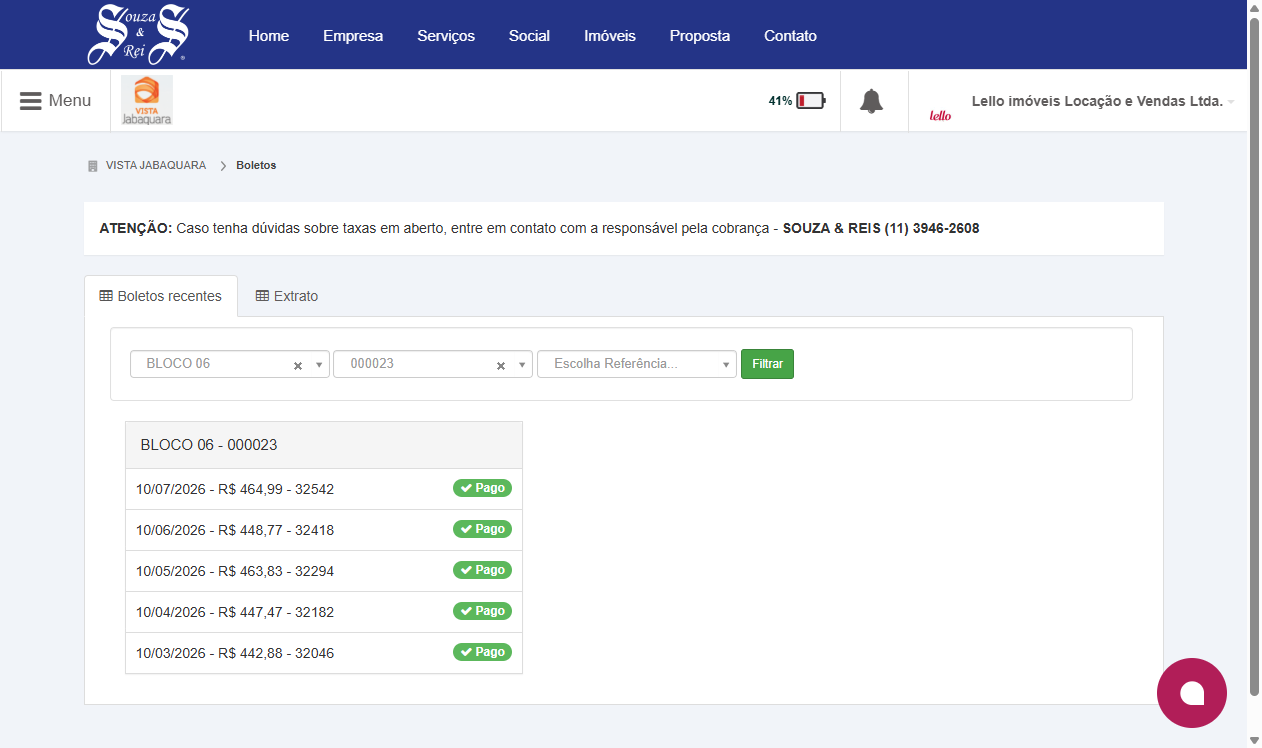 Souza
&
Reis
Home Empresa Serviços Social Imóveis Proposta Contato
Menu
VISTA
Jabaquara
41%
lello
Lello imóveis Locação e Vendas Ltda.
VISTA JABAQUARA > Boletos
ATENÇÃO: Caso tenha dúvidas sobre taxas em aberto, entre em contato com a responsável pela cobrança - SOUZA & REIS (11) 3946-2608
Boletos recentes Extrato
BLOCO 06 × 000023 × Escolha Referência... Filtrar
BLOCO 06 - 000023
10/07/2026 - R$ 464,99 - 32542 Pago
10/06/2026 - R$ 448,77 - 32418 Pago
10/05/2026 - R$ 463,83 - 32294 Pago
10/04/2026 - R$ 447,47 - 32182 Pago
10/03/2026 - R$ 442,88 - 32046 Pago